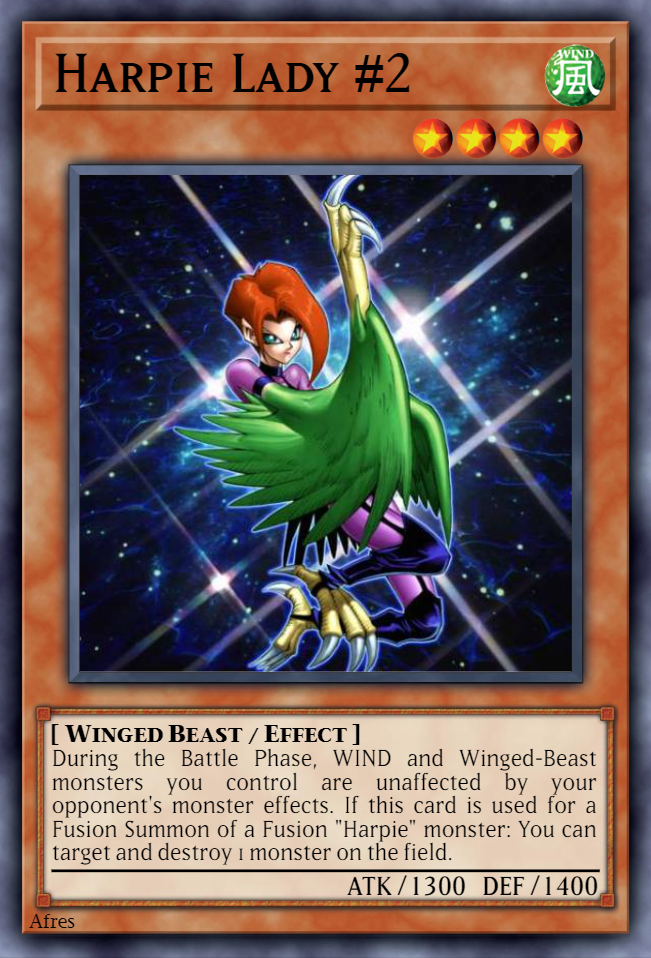 Harpie Lady #2
WIND
風
[ Winged Beast / Effect ]
During the Battle Phase, WIND and Winged-Beast
monsters you control are unaffected by your
opponent's monster effects. If this card is used for a
Fusion Summon of a Fusion "Harpie" monster: You can
target and destroy 1 monster on the field.
ATK / 1300 DEF / 1400
Afres